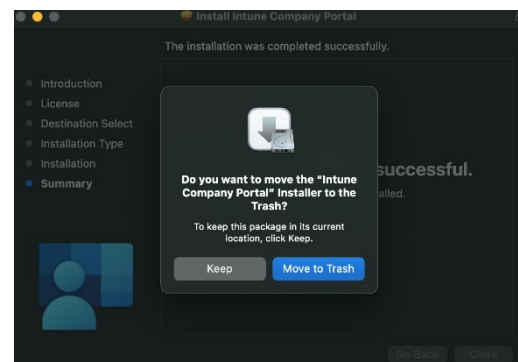 Install Intune Company Portal
The installation was completed successfully.
Introduction
License
Destination Select
Installation Type
Installation
Summary
successful.
alled.
Do you want to move the "Intune
Company Portal" Installer to the
Trash?
To keep this package in its current
location, click Keep.
Keep
Move to Trash
Go Back
Close